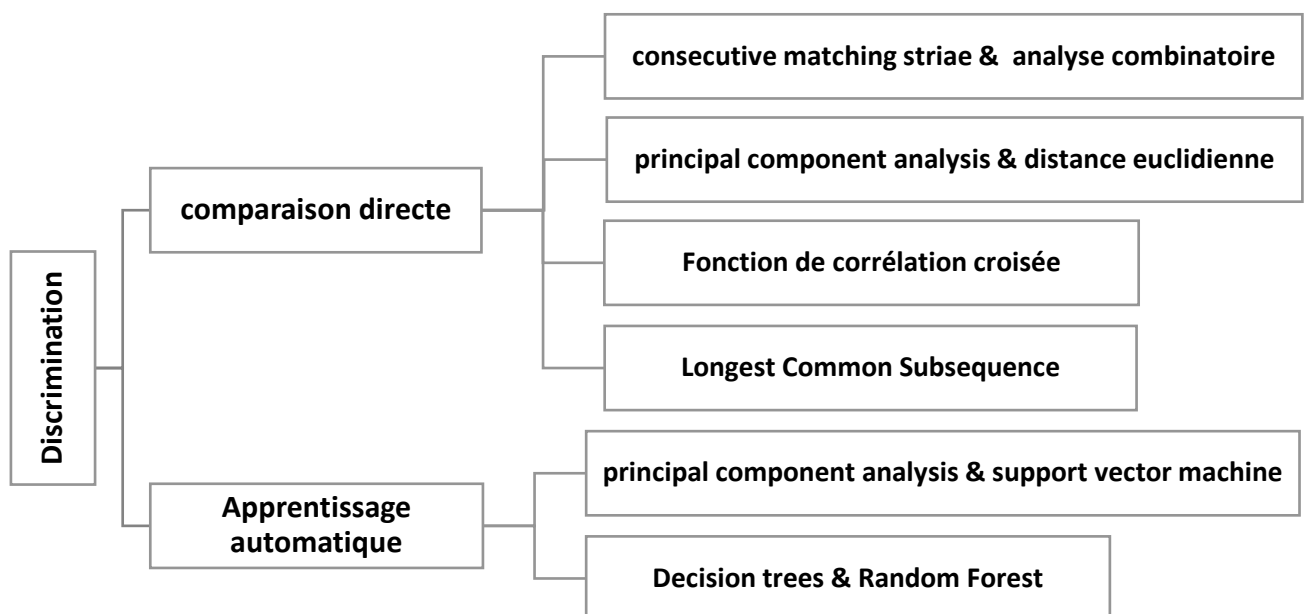 Discrimination
comparaison directe
consecutive matching striae & analyse combinatoire
principal component analysis & distance euclidienne
Fonction de corrélation croisée
Longest Common Subsequence
Apprentissage
automatique
principal component analysis & support vector machine
Decision trees & Random Forest